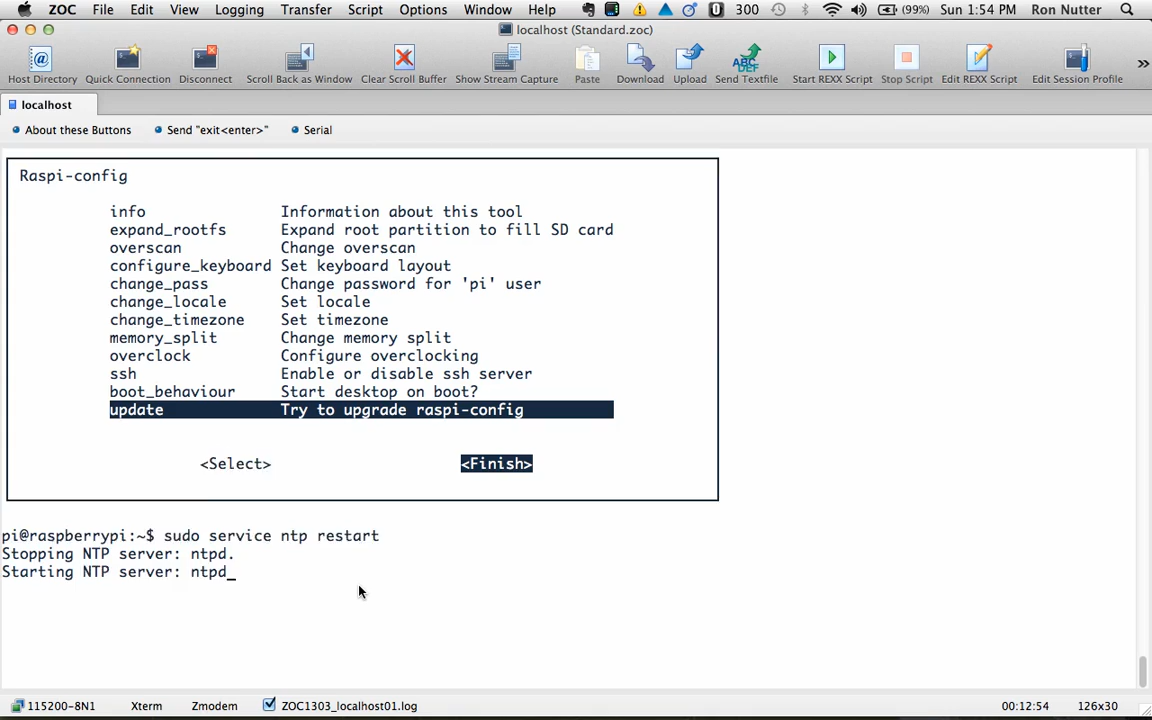 ZOC File Edit View Logging Transfer Script Options Window Help 300 (99%) Sun 1:54 PM Ron Nutter
localhost (Standard.zoc)
Host Directory Quick Connection Disconnect Scroll Back as Window Clear Scroll Buffer Show Stream Capture Paste Download Upload Send Textfile Start REXX Script Stop Script Edit REXX Script Edit Session Profile
localhost
About these Buttons Send "exit<enter>" Serial
Raspi-config
info Information about this tool
expand_rootfs Expand root partition to fill SD card
overscan Change overscan
configure_keyboard Set keyboard layout
change_pass Change password for 'pi' user
change_locale Set locale
change_timezone Set timezone
memory_split Change memory split
overclock Configure overclocking
ssh Enable or disable ssh server
boot_behaviour Start desktop on boot?
update Try to upgrade raspi-config
<Select> <Finish>
pi@raspberrypi:~$ sudo service ntp restart
Stopping NTP server: ntpd.
Starting NTP server: ntpd_
115200-8N1 Xterm Zmodem ZOC1303_localhost01.log 00:12:54 126x30